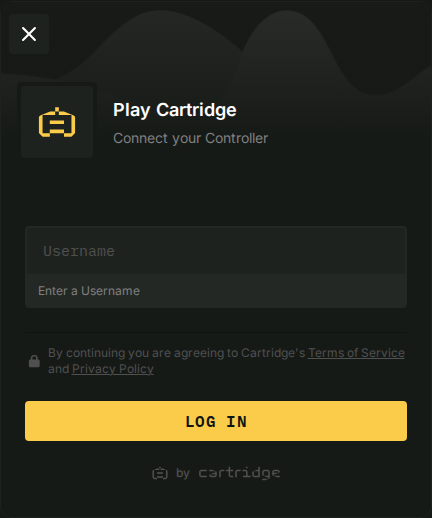 Play Cartridge
Connect your Controller
Username
Enter a Username
By continuing you are agreeing to Cartridge's Terms of Service
and Privacy Policy
LOG IN
by cartridge